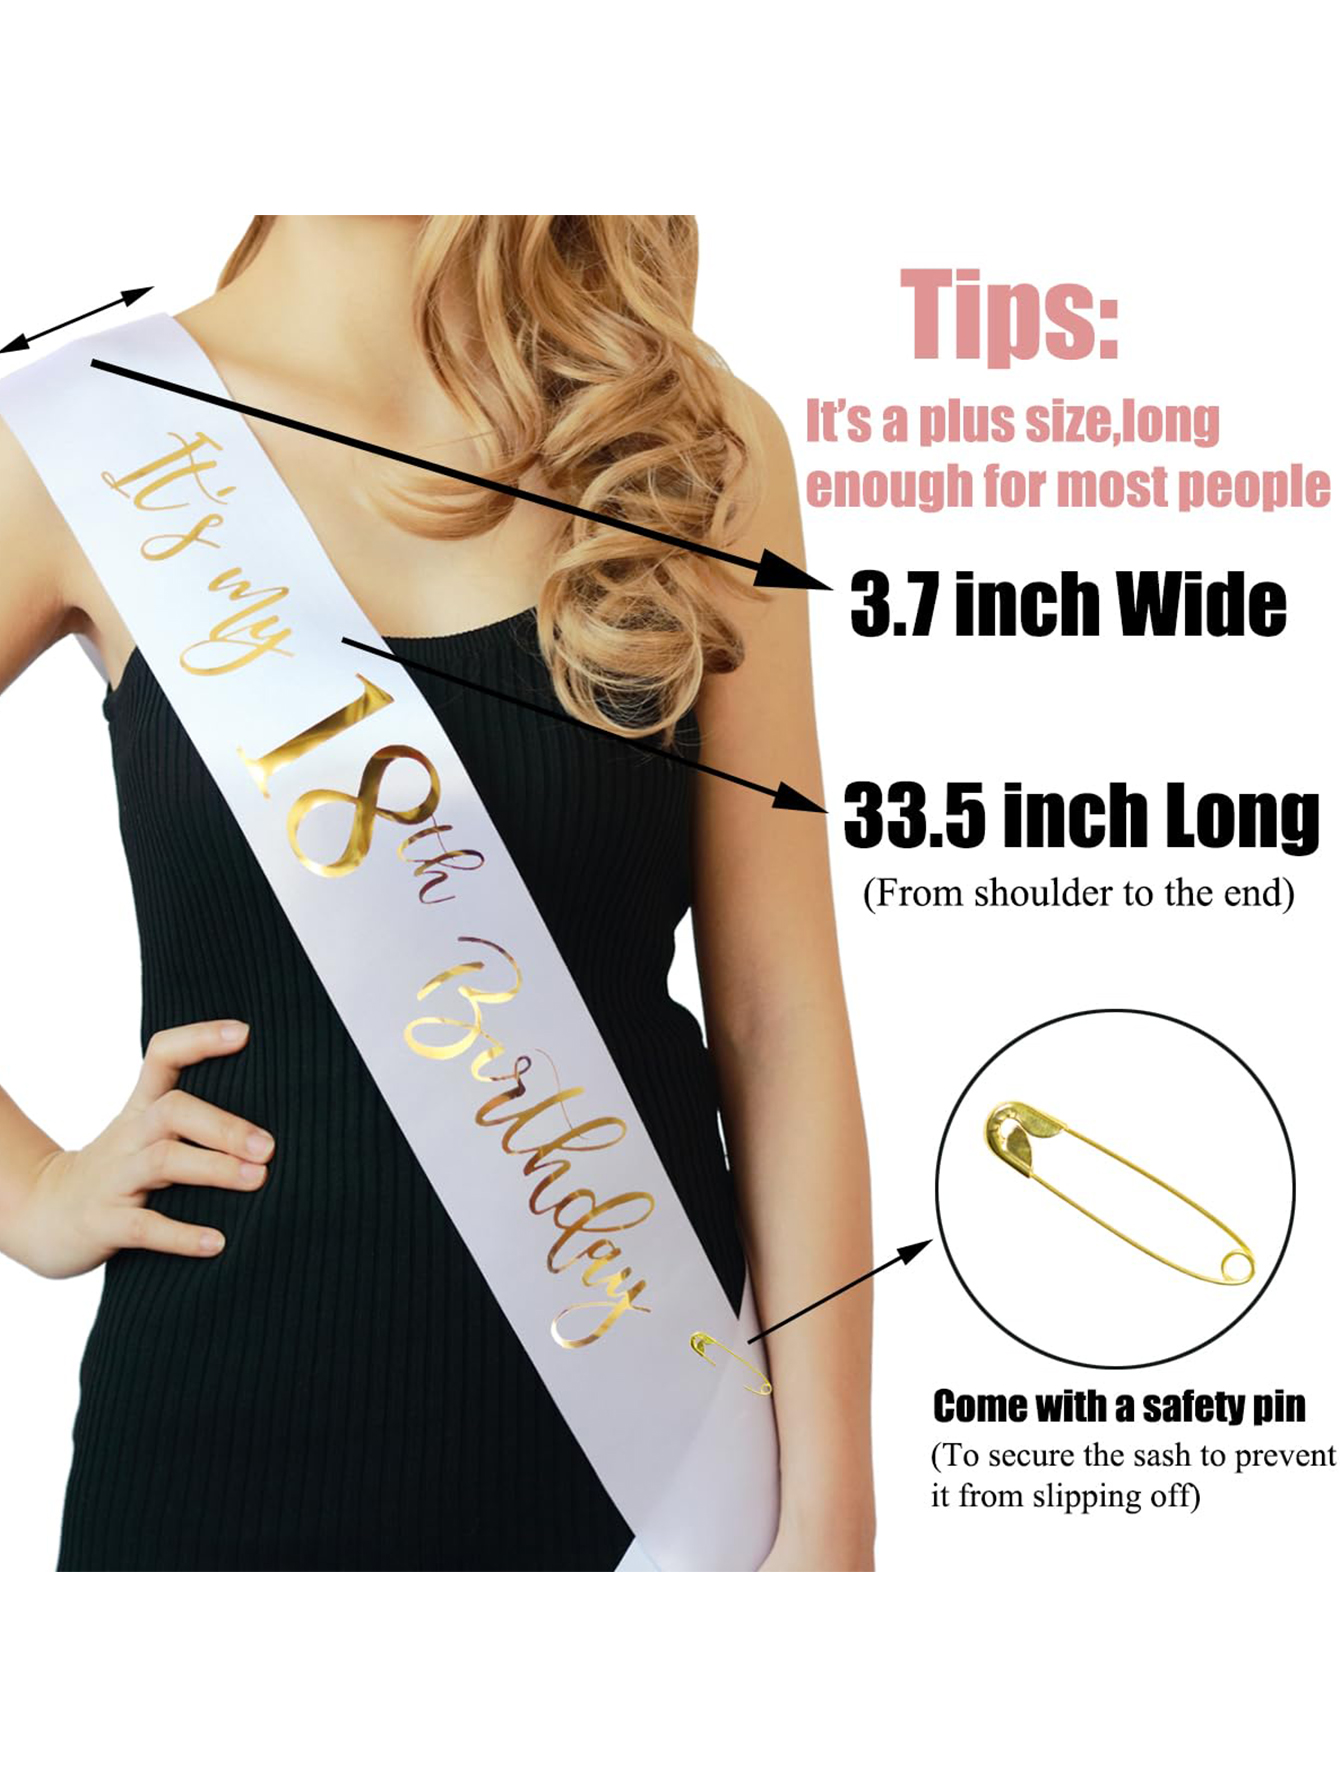 It's my
18th
Birthday
Tips:
It's a plus size,long
enough for most people
3.7 inch Wide
33.5 inch Long
(From shoulder to the end)
Come with a safety pin
(To secure the sash to prevent
it from slipping off)